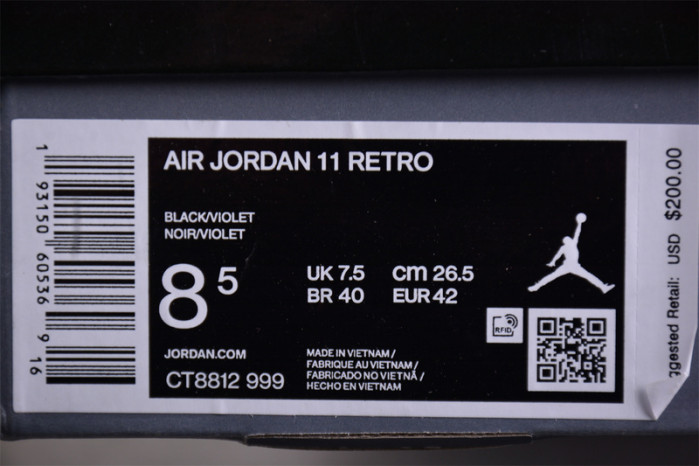 AIR JORDAN 11 RETRO
BLACK/VIOLET
NOIR/VIOLET
8 5
UK 7.5 cm 26.5
BR 40 EUR 42
RFID
JORDAN.COM
CT8812 999
MADE IN VIETNAM /
FABRIQUE AU VIETNAM /
FABRICADO NO VIETNÃ /
HECHO EN VIETNAM
1 93150 60536 9 16
Retail: USD $200.00